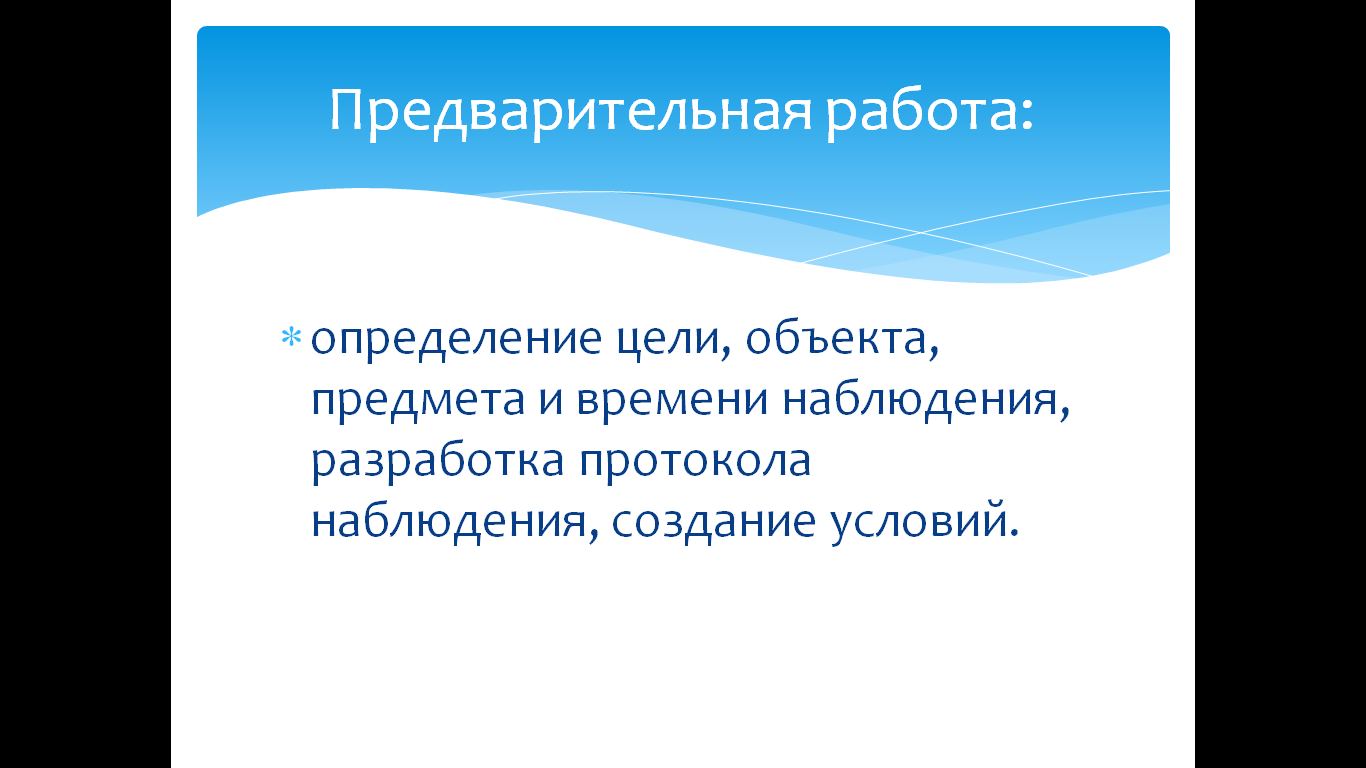 Предварительная работа:
* определение цели, объекта,
предмета и времени наблюдения,
разработка протокола
наблюдения, создание условий.